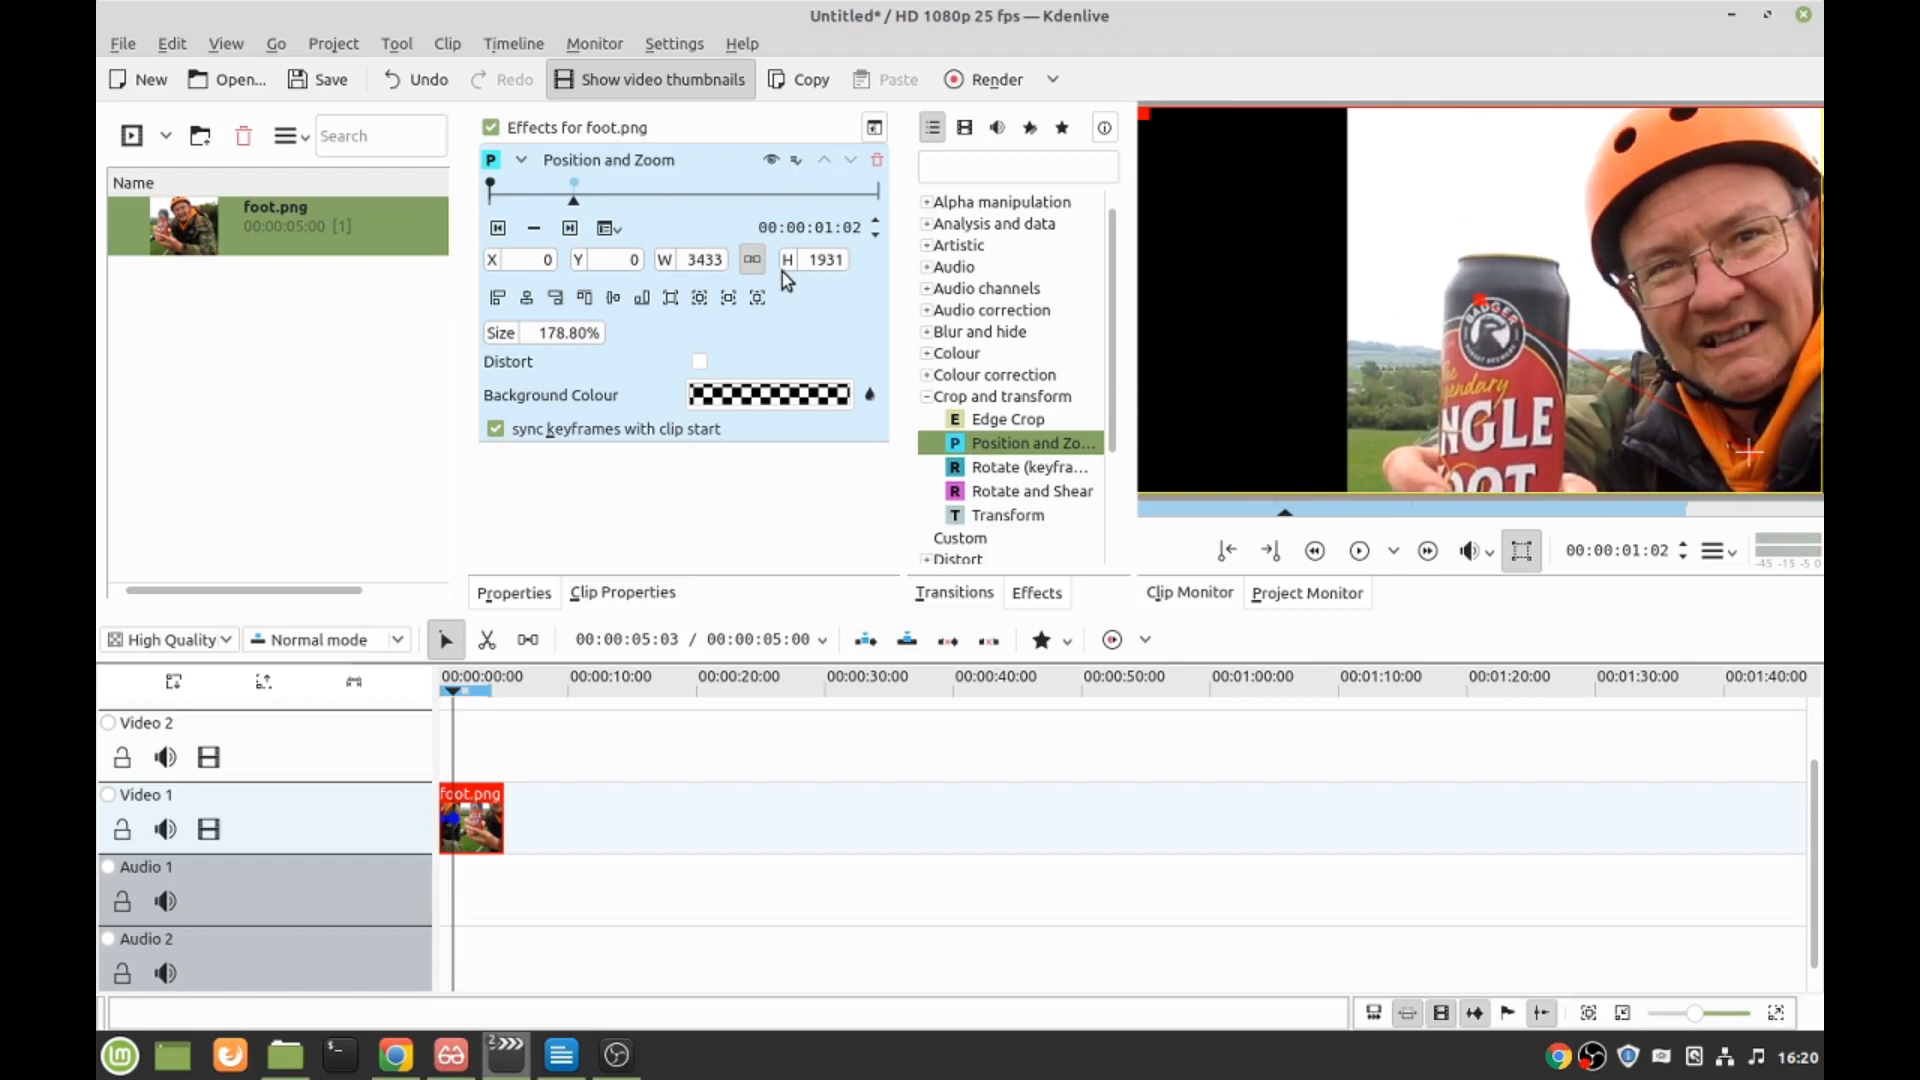 Untitled* / HD 1080p 25 fps — Kdenlive
File Edit View Go Project Tool Clip Timeline Monitor Settings Help
New Open... Save Undo Redo Show video thumbnails Copy Paste Render
Search
Name
foot.png
00:00:05:00 [1]
Effects for foot.png
P Position and Zoom
00:00:01:02
X 0 Y 0 W 3433 H 1931
Size 178.80%
Distort
Background Colour
sync keyframes with clip start
Properties Clip Properties
Alpha manipulation
Analysis and data
Artistic
Audio
Audio channels
Audio correction
Blur and hide
Colour
Colour correction
Crop and transform
E Edge Crop
P Position and Zo...
R Rotate (keyfra...
R Rotate and Shear
T Transform
Custom
Distort
Transitions Effects
BADGER
The
Legendary
NGLE
FOOT
00:00:01:02
-45 -15 -5 0
Clip Monitor Project Monitor
High Quality Normal mode 00:00:05:03 / 00:00:05:00
00:00:00:00 00:00:10:00 00:00:20:00 00:00:30:00 00:00:40:00 00:00:50:00 00:01:00:00 00:01:10:00 00:01:20:00 00:01:30:00 00:01:40:00
Video 2
Video 1
foot.png
Audio 1
Audio 2
16:20